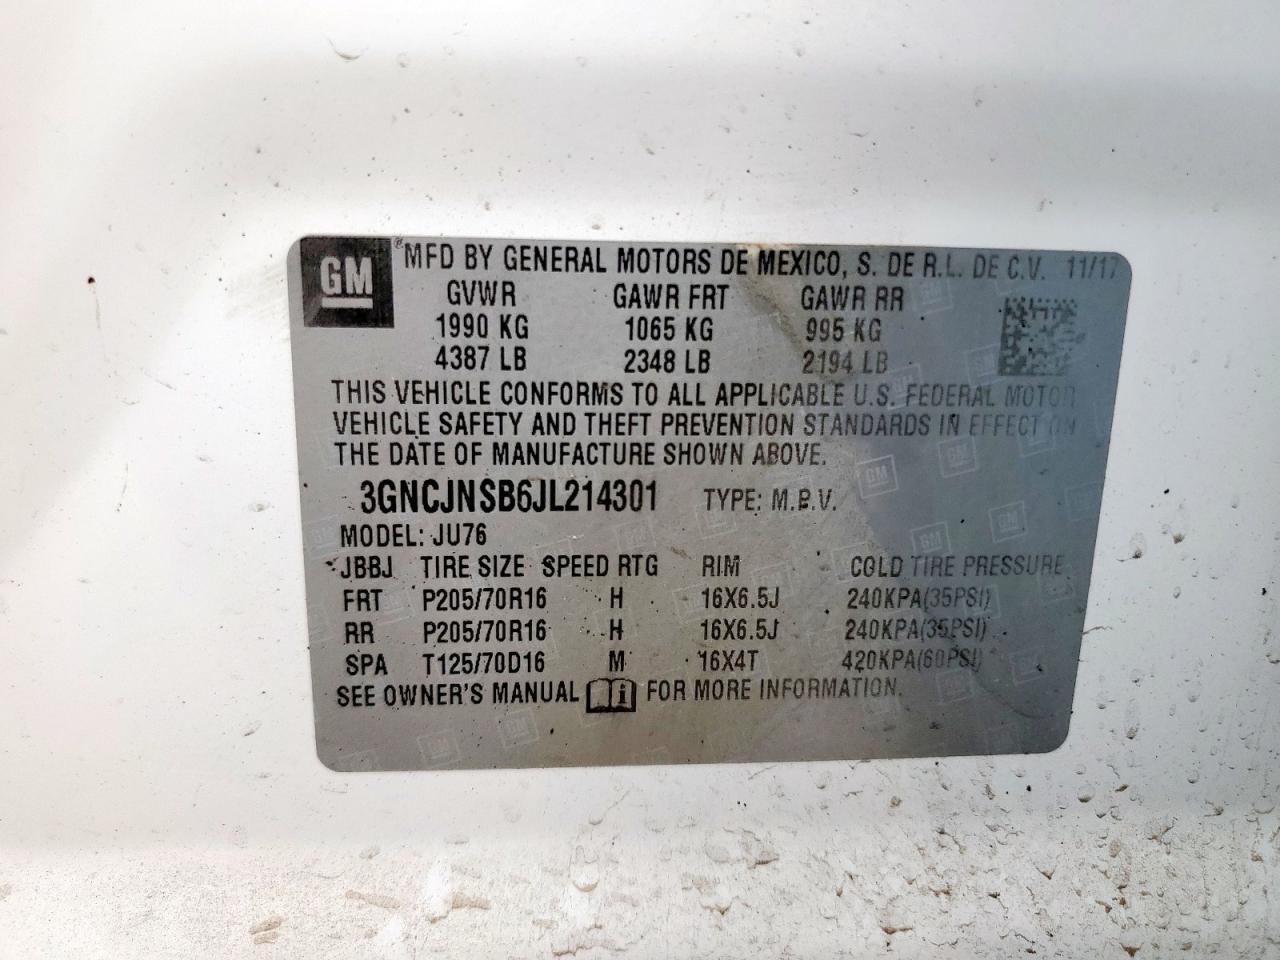 GM ® MFD BY GENERAL MOTORS DE MEXICO, S. DE R.L. DE C.V. 11/17
GVWR GAWR FRT GAWR RR
1990 KG 1065 KG 995 KG
4387 LB 2348 LB 2194 LB
THIS VEHICLE CONFORMS TO ALL APPLICABLE U.S. FEDERAL MOTOR
VEHICLE SAFETY AND THEFT PREVENTION STANDARDS IN EFFECT ON
THE DATE OF MANUFACTURE SHOWN ABOVE.
3GNCJNSB6JL214301 TYPE: M.P.V.
MODEL: JU76
JBBJ TIRE SIZE SPEED RTG RIM COLD TIRE PRESSURE
FRT P205/70R16 H 16X6.5J 240KPA(35PSI)
RR P205/70R16 H 16X6.5J 240KPA(35PSI)
SPA T125/70D16 M 16X4T 420KPA(60PSI)
SEE OWNER'S MANUAL i FOR MORE INFORMATION.